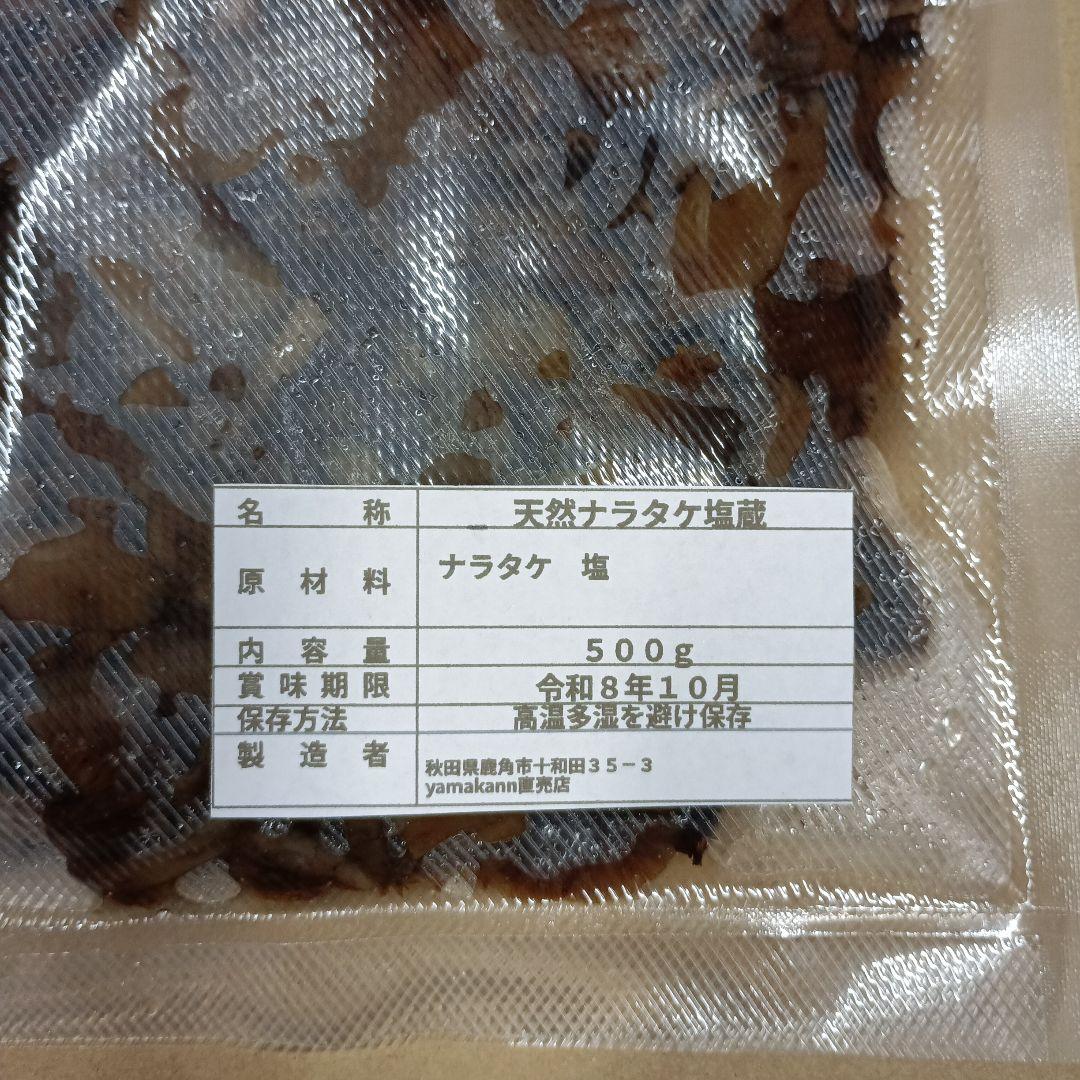 名称 天然ナラタケ塩蔵
原材料 ナラタケ 塩
内容量 ５００ｇ
賞味期限 令和８年１０月
保存方法 高温多湿を避け保存
製造者 秋田県鹿角市十和田３５－３
yamakann直売店